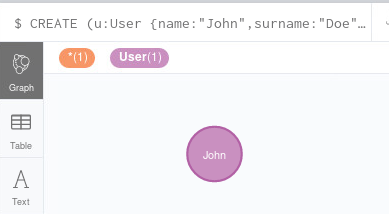 $ CREATE (u:User {name:"John",surname:"Doe"…
*(1) User(1)
Graph
John
Table
Text